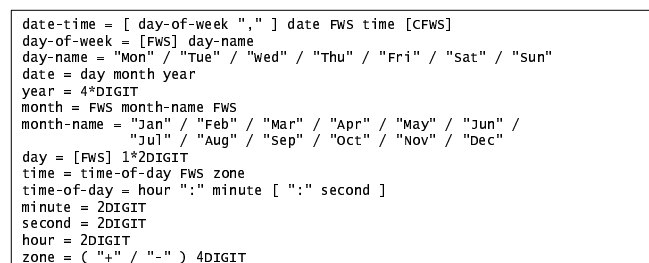 date-time = [ day-of-week "," ] date FWS time [CFWS]
day-of-week = [FWS] day-name
day-name = "Mon" / "Tue" / "Wed" / "Thu" / "Fri" / "Sat" / "Sun"
date = day month year
year = 4*DIGIT
month = FWS month-name FWS
month-name = "Jan" / "Feb" / "Mar" / "Apr" / "May" / "Jun" /
"Jul" / "Aug" / "Sep" / "Oct" / "Nov" / "Dec"
day = [FWS] 1*2DIGIT
time = time-of-day FWS zone
time-of-day = hour ":" minute [ ":" second ]
minute = 2DIGIT
second = 2DIGIT
hour = 2DIGIT
zone = ( "+" / "-" ) 4DIGIT